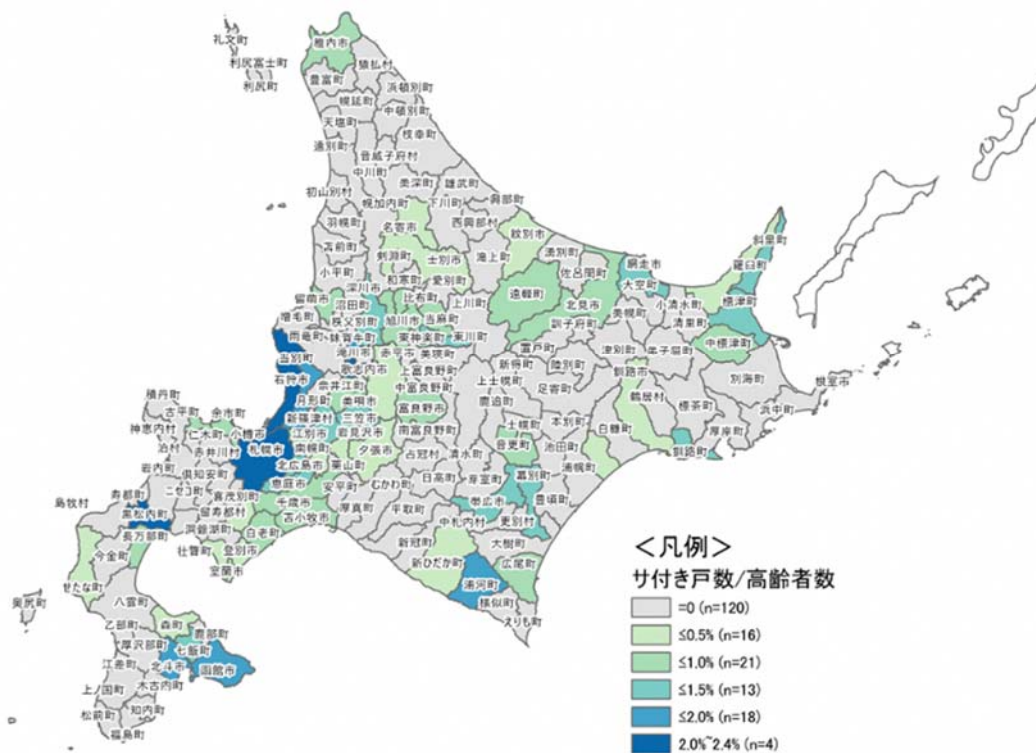 礼文町
利尻富士町
利尻町
稚内市
猿払村
豊富町
浜頓別町
幌延町
中頓別町
天塩町
枝幸町
遠別町
音威子府村
中川町
美深町
雄武町
初山別村
幌加内町
下川町
興部町
羽幌町
名寄市
西興部村
紋別市
苫前町
剣淵町
士別市
滝上町
湧別町
佐呂間町
網走市
斜里町
小平町
和寒町
愛別町
遠軽町
大空町
羅臼町
深川市
留萌市
沼田町
比布町
上川町
北見市
小清水町
標津町
増毛町
秩父別町
旭川市
当麻町
訓子府町
美幌町
清里町
雨竜町
妹背牛町
東神楽町
東川町
置戸町
中標津町
当別町
滝川市
赤平市
美瑛町
新得町
陸別町
津別町
弟子屈町
石狩市
歌志内市
上富良野町
上士幌町
釧路市
別海町
根室市
奈井江町
中富良野町
足寄町
鶴居村
積丹町
月形町
美唄市
鹿追町
標茶町
浜中町
古平町
余市町
新篠津村
三笠市
富良野市
本別町
白糠町
厚岸町
神恵内村
仁木町
小樽市
江別市
岩見沢市
南富良野町
士幌町
釧路町
泊村
赤井川村
札幌市
南幌町
夕張市
音更町
池田町
岩内町
倶知安町
北広島市
栗山町
占冠村
清水町
浦幌町
ニセコ町
喜茂別町
恵庭市
安平町
むかわ町
日高町
芽室町
幕別町
島牧村
寿都町
黒松内町
留寿都村
千歳市
厚真町
平取町
帯広市
豊頃町
長万部町
洞爺湖町
白老町
苫小牧市
中札内村
更別村
今金町
壮瞥町
登別市
新冠町
大樹町
せたな町
室蘭市
新ひだか町
広尾町
奥尻町
八雲町
浦河町
様似町
えりも町
乙部町
森町
鹿部町
厚沢部町
七飯町
江差町
北斗市
函館市
上ノ国町
木古内町
松前町
知内町
福島町
<凡例>
サ付き戸数/高齢者数
=0 (n=120)
≤0.5% (n=16)
≤1.0% (n=21)
≤1.5% (n=13)
≤2.0% (n=18)
2.0%~2.4% (n=4)